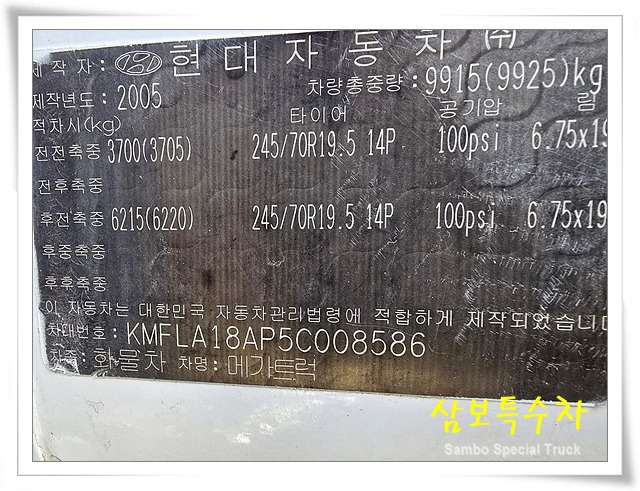 제 작 자: 현 대 자 동 차 ㈜
제작년도: 2005 차량총중량: 9915(9925)kg
적차시(kg) 타이어 공기압 림
전전축중 3700(3705) 245/70R19.5 14P 100psi 6.75x19
전후축중
후전축중 6215(6220) 245/70R19.5 14P 100psi 6.75x19
후중축중
후후축중
이 자동차는 대한민국 자동차관리법령에 적합하게 제작되었습니다
차대번호: KMFLA18AP5C008586
차종: 화물차 차명: 메가트럭
삼보특수차
Sambo Special Truck